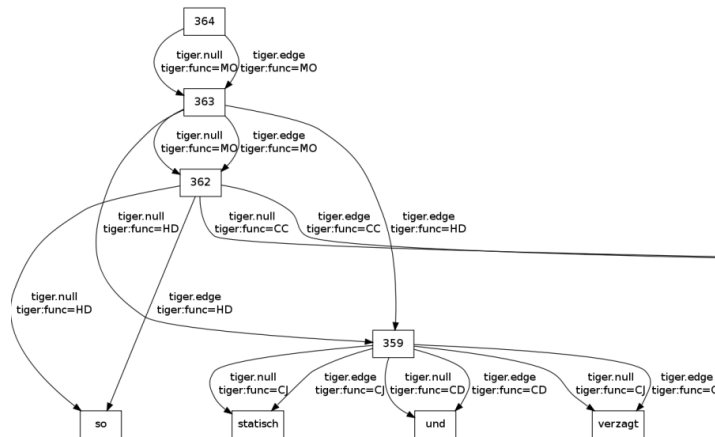 364
tiger.null
tiger:func=MO
tiger.edge
tiger:func=MO
363
tiger.null
tiger:func=MO
tiger.edge
tiger:func=MO
362
tiger.null
tiger:func=HD
tiger.null
tiger:func=CC
tiger.edge
tiger:func=CC
tiger.edge
tiger:func=HD
tiger.null
tiger:func=HD
tiger.edge
tiger:func=HD
359
tiger.null
tiger:func=CJ
tiger.edge
tiger:func=CJ
tiger.null
tiger:func=CD
tiger.edge
tiger:func=CD
tiger.null
tiger:func=CJ
tiger.edge
so
statisch
und
verzagt